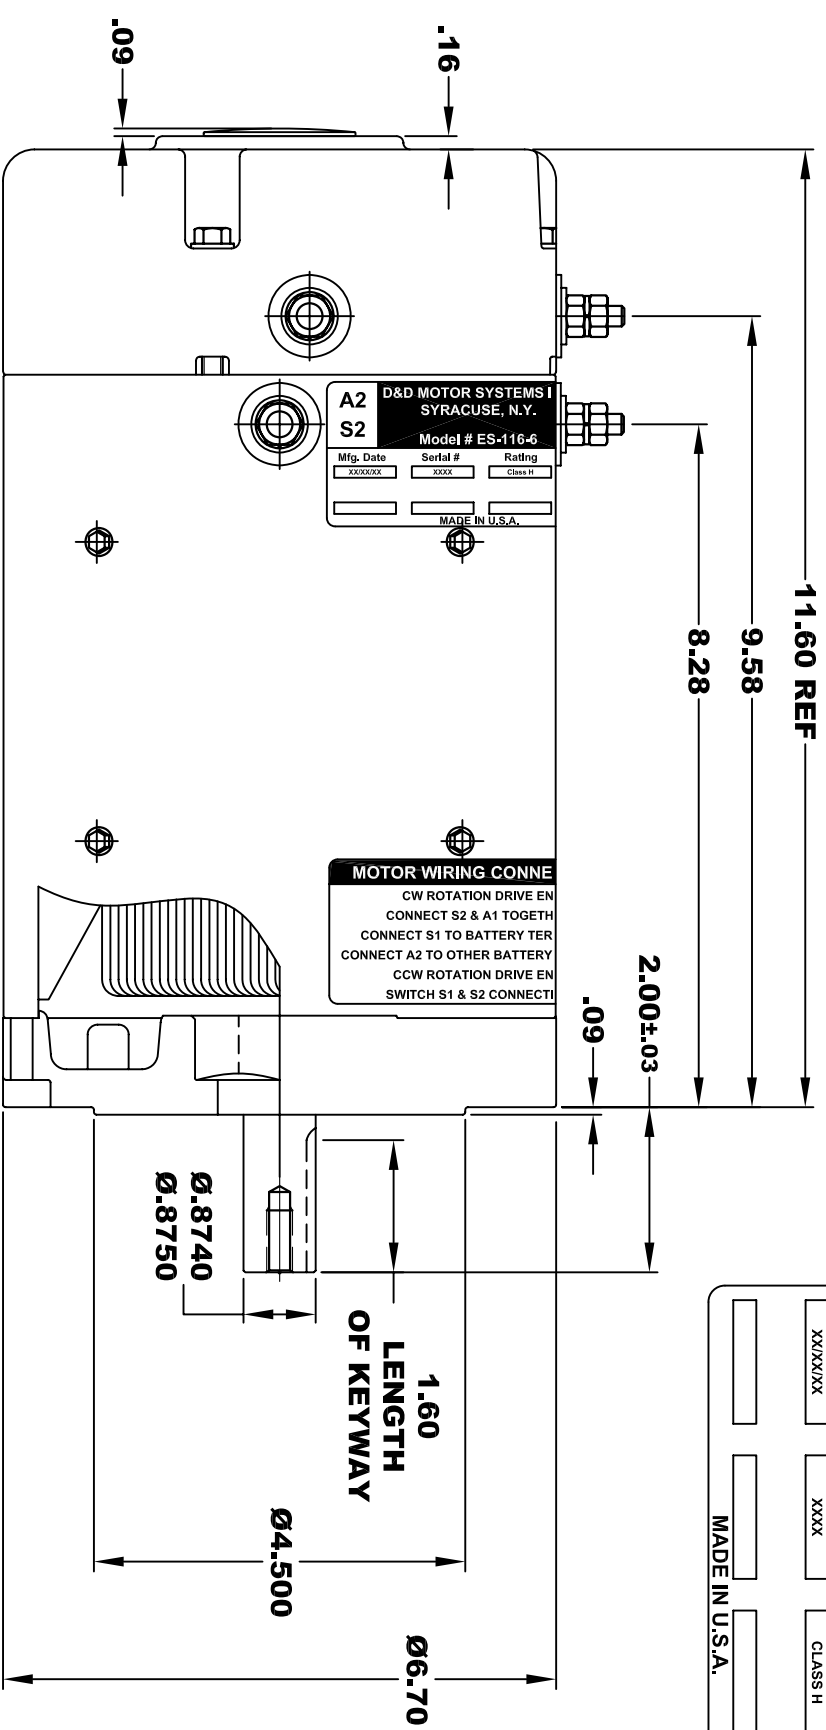 .09
.16
11.60 REF
9.58
8.28
A2
S2
D&D MOTOR SYSTEMS I
SYRACUSE, N.Y.
Model # ES-116-6
Mfg. Date
Serial #
Rating
XX/XX/XX
XXXX
Class H
MADE IN U.S.A.
MOTOR WIRING CONNE
CW ROTATION DRIVE EN
CONNECT S2 & A1 TOGETH
CONNECT S1 TO BATTERY TER
CONNECT A2 TO OTHER BATTERY
CCW ROTATION DRIVE EN
SWITCH S1 & S2 CONNECTI
2.00±.03
.09
Ø.8740
Ø.8750
1.60
LENGTH
OF KEYWAY
Ø4.500
Ø6.70
XX/XX/XX
XXXX
CLASS H
MADE IN U.S.A.